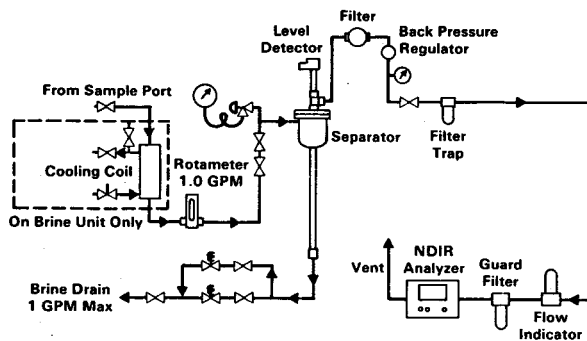 Filter
Level
Detector
Back Pressure
Regulator
From Sample Port
Separator
Filter
Trap
Rotameter
1.0 GPM
Cooling Coil
On Brine Unit Only
Brine Drain
1 GPM Max
Vent
NDIR
Analyzer
Guard
Filter
Flow
Indicator